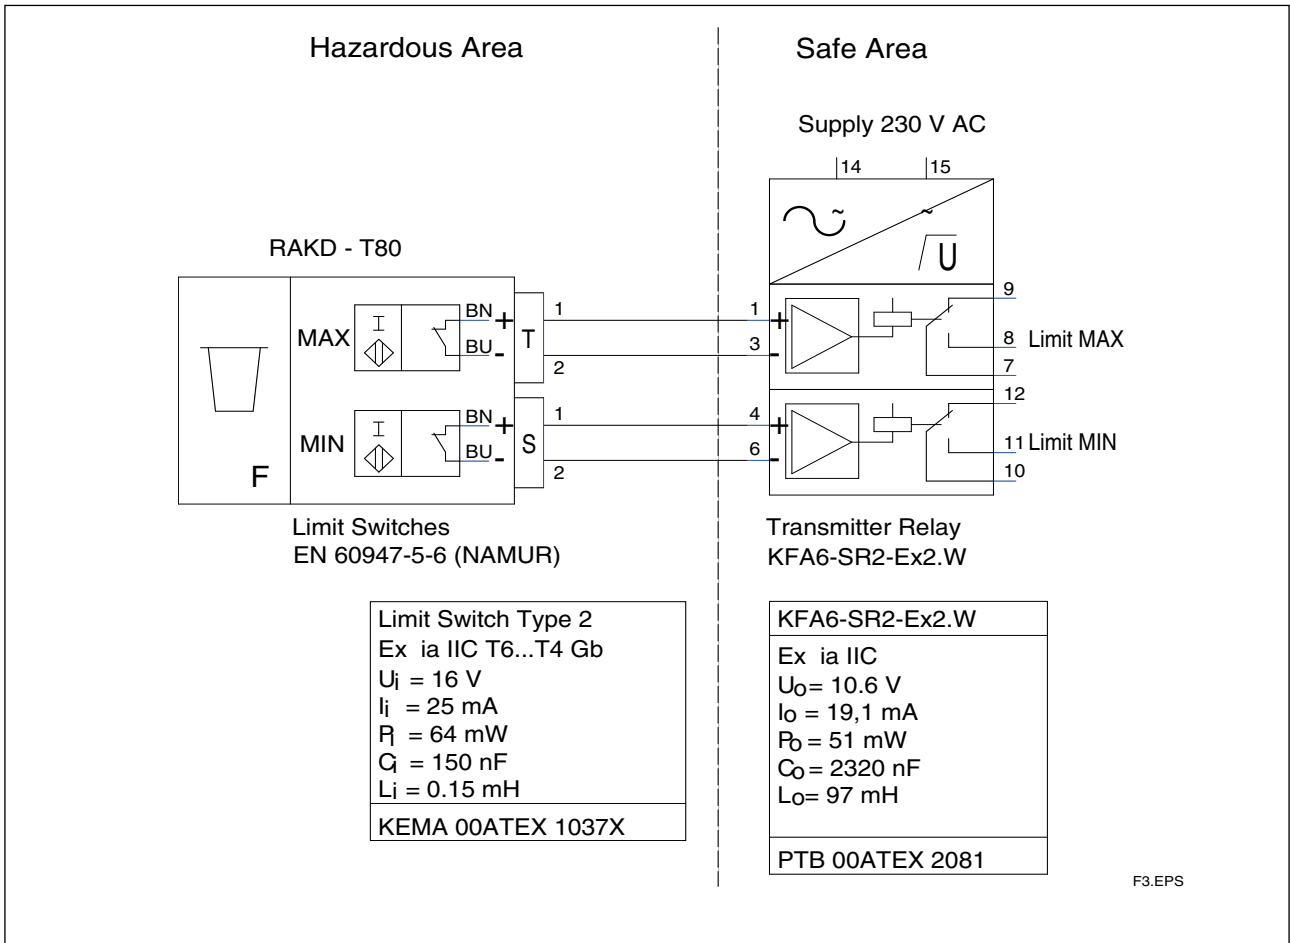 Hazardous Area
Safe Area
Supply 230 V AC
14
15
~
~
U
RAKD - T80
F
MAX
I
BN +
BU -
T
1
2
1 +
3 -
9
8 Limit MAX
7
MIN
I
BN +
BU -
S
1
2
4 +
6 -
12
11 Limit MIN
10
Limit Switches
EN 60947-5-6 (NAMUR)
Transmitter Relay
KFA6-SR2-Ex2.W
Limit Switch Type 2
Ex ia IIC T6...T4 Gb
Ui = 16 V
Ii = 25 mA
Pi = 64 mW
Ci = 150 nF
Li = 0.15 mH
KEMA 00ATEX 1037X
KFA6-SR2-Ex2.W
Ex ia IIC
Uo= 10.6 V
Io = 19,1 mA
Po = 51 mW
Co = 2320 nF
Lo= 97 mH
PTB 00ATEX 2081
F3.EPS